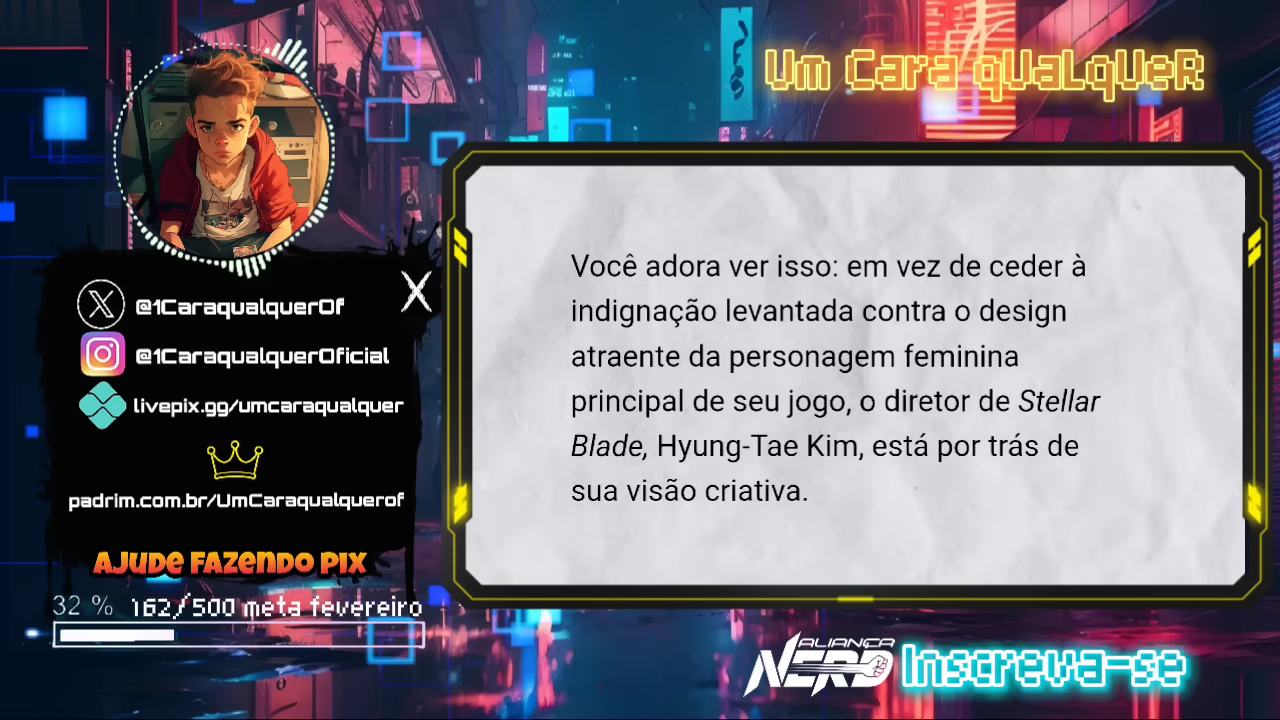 Um Cara qUaLqUeR
@1CaraqualquerOf
@1CaraqualquerOficial
livepix.gg/umcaraqualquer
padrim.com.br/UmCaraqualquerof
AJUDE FAZENDO PIX
32 % 162/500 meta fevereiro
Você adora ver isso: em vez de ceder à
indignação levantada contra o design
atraente da personagem feminina
principal de seu jogo, o diretor de Stellar
Blade, Hyung-Tae Kim, está por trás de
sua visão criativa.
ALIANÇA
NERD
Inscreva-se